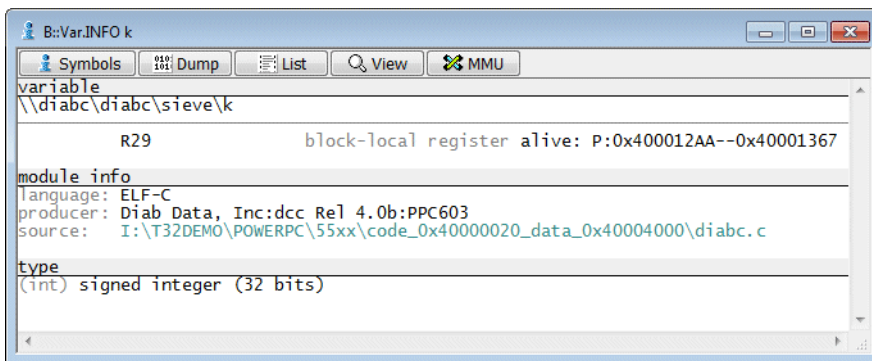 B::Var.INFO k
Symbols Dump List View MMU
variable
\\diabc\diabc\sieve\k
R29 block-local register alive: P:0x400012AA--0x40001367
module info
language: ELF-C
producer: Diab Data, Inc:dcc Rel 4.0b:PPC603
source: I:\T32DEMO\POWERPC\55xx\code_0x40000020_data_0x40004000\diabc.c
type
(int) signed integer (32 bits)